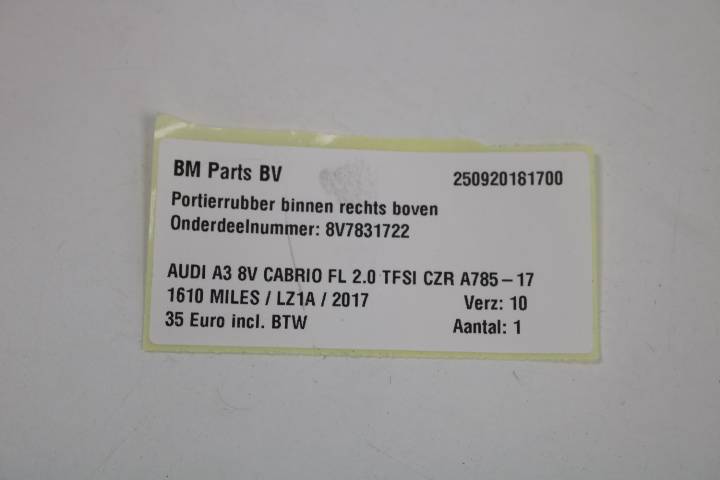 BM Parts BV 250920181700
Portierrubber binnen rechts boven
Onderdeelnummer: 8V7831722
AUDI A3 8V CABRIO FL 2.0 TFSI CZR A785-17
1610 MILES / LZ1A / 2017 Verz: 10
35 Euro incl. BTW Aantal: 1